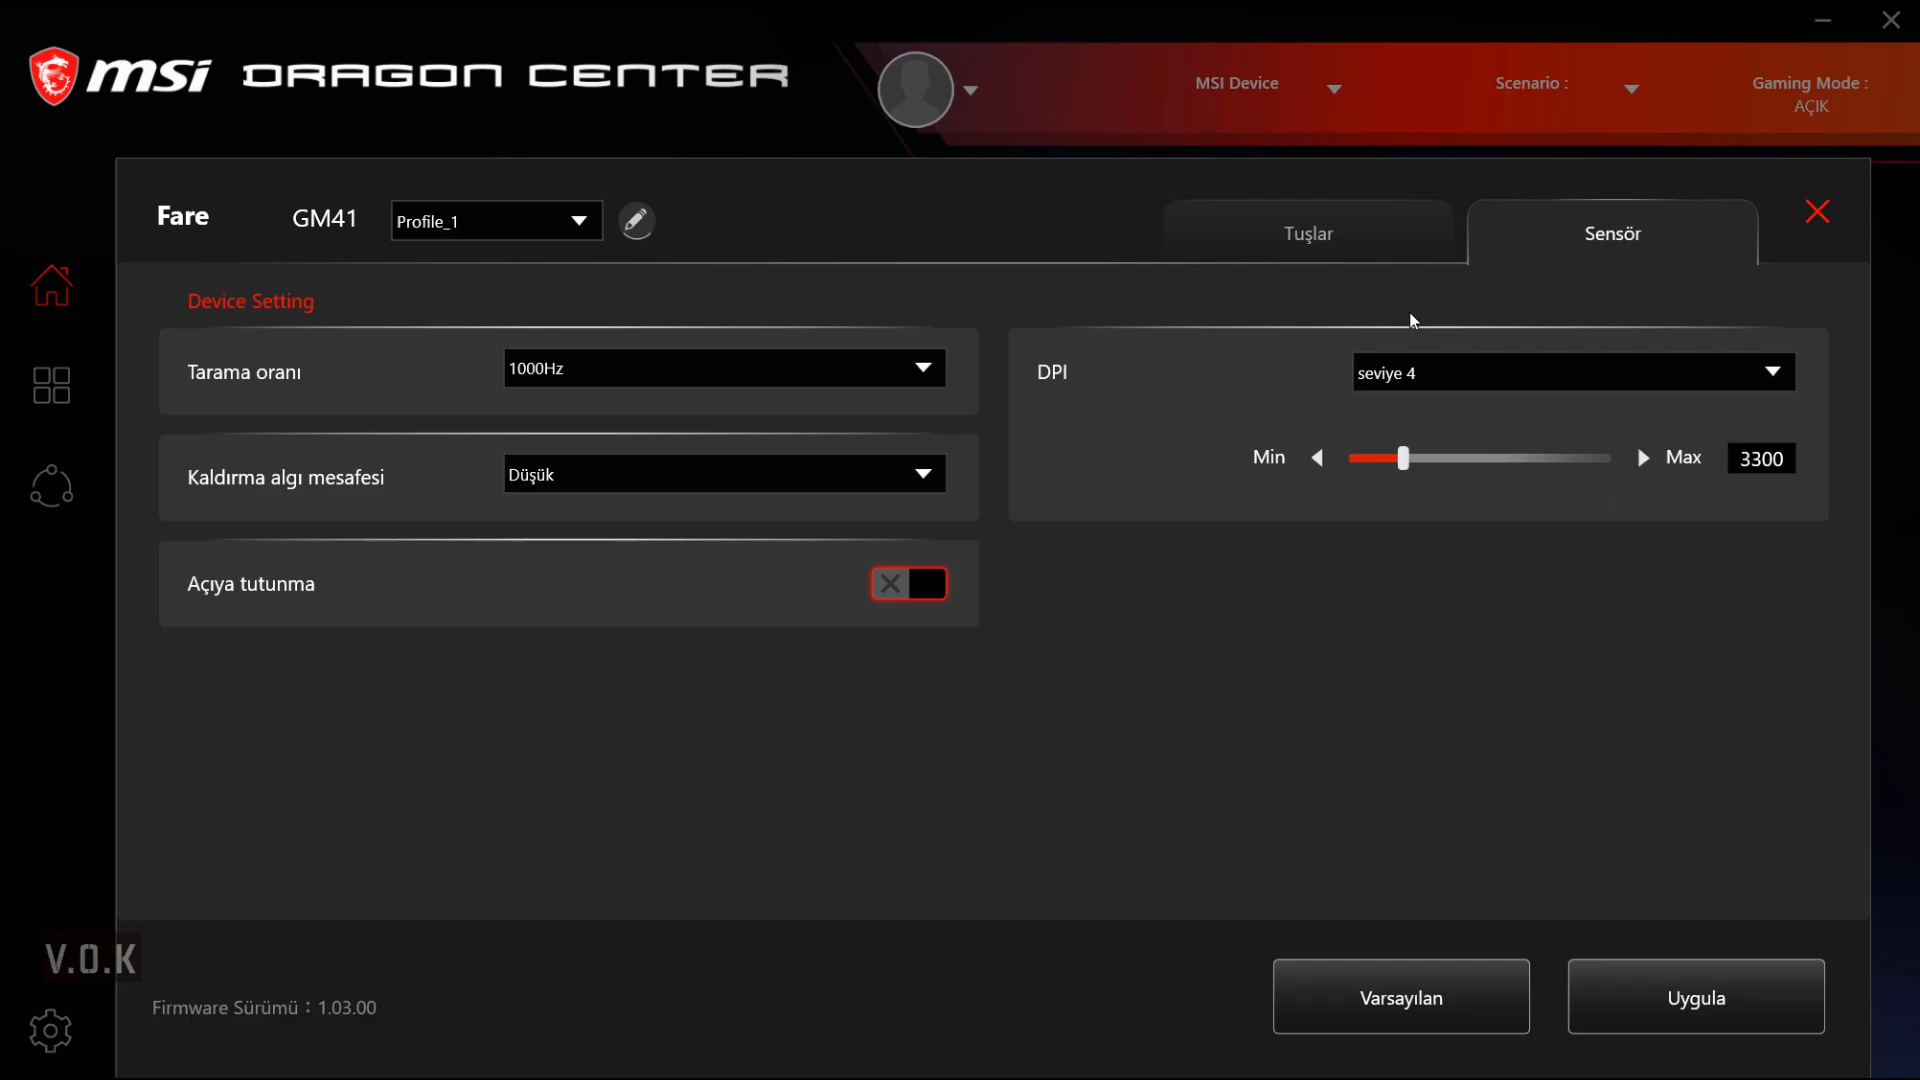 msi DRAGON CENTER
MSI Device
Scenario :
Gaming Mode :
AÇIK
Fare
GM41
Profile_1
Tuşlar
Sensör
Device Setting
Tarama oranı
1000Hz
DPI
seviye 4
Kaldırma algı mesafesi
Düşük
Min
Max
3300
Açıya tutunma
V.O.K
Firmware Sürümü : 1.03.00
Varsayılan
Uygula